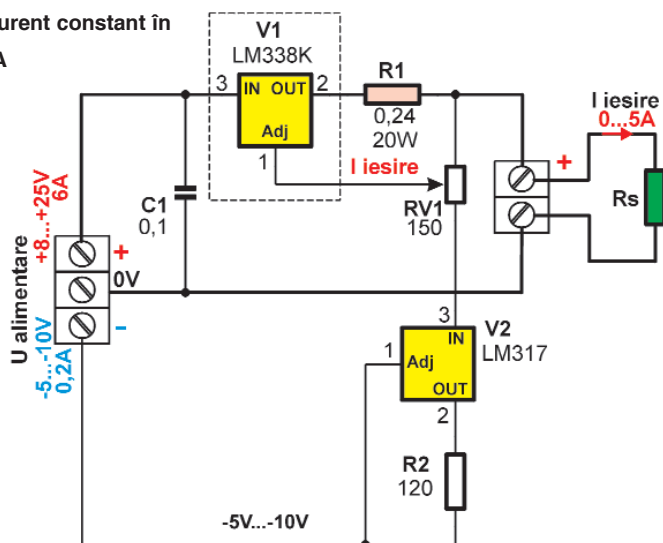 urent constant în
A
V1
LM338K
3
IN
OUT
2
Adj
1
R1
0,24
20W
I iesire
RV1
150
C1
0,1
I iesire
0...5A
+
Rs
U alimentare
+8...+25V
6A
+
0V
-
-5...-10V
0,2A
3
IN
V2
LM317
1
Adj
OUT
2
R2
120
-5V...-10V